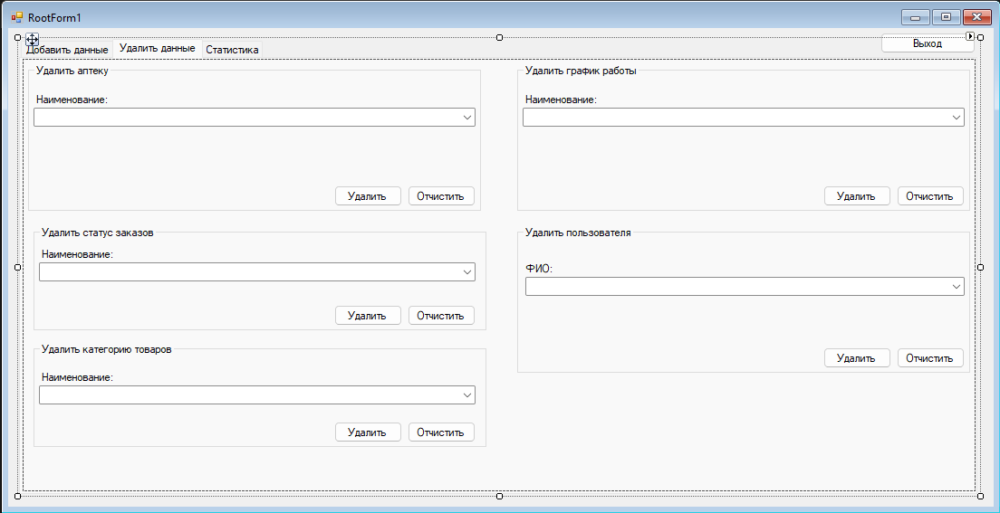 RootForm1
Выход
Добавить данные
Удалить данные
Статистика
Удалить аптеку
Наименование:
Удалить
Отчистить
Удалить график работы
Наименование:
Удалить
Отчистить
Удалить статус заказов
Наименование:
Удалить
Отчистить
Удалить пользователя
ФИО:
Удалить
Отчистить
Удалить категорию товаров
Наименование:
Удалить
Отчистить